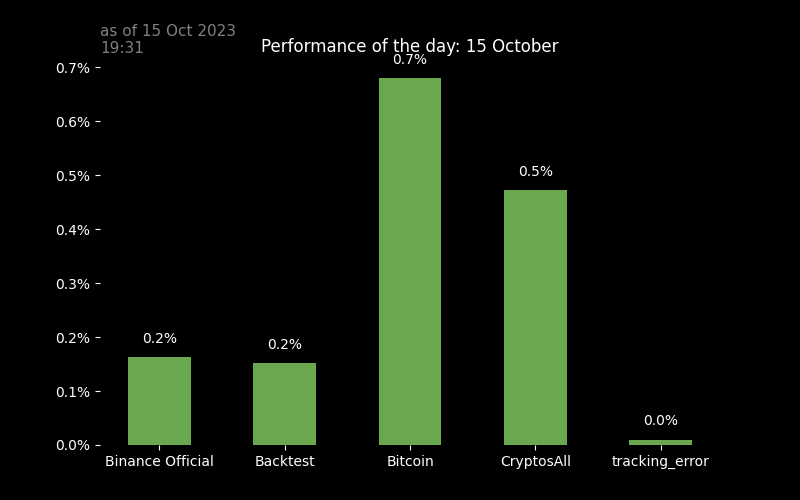 as of 15 Oct 2023
19:31
Performance of the day: 15 October
0.7%
0.7%
0.6%
0.5%
0.5%
0.4%
0.3%
0.2%
0.2%
0.2%
0.1%
0.0%
0.0%
Binance Official
Backtest
Bitcoin
CryptosAll
tracking_error